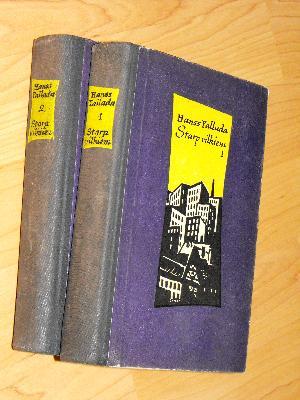 Hanss Fallada
2
Starp
vilkiem
Hanss
Fallada
1
Starp
vilkiem
Hanss Fallada
Starp vilkiem
1